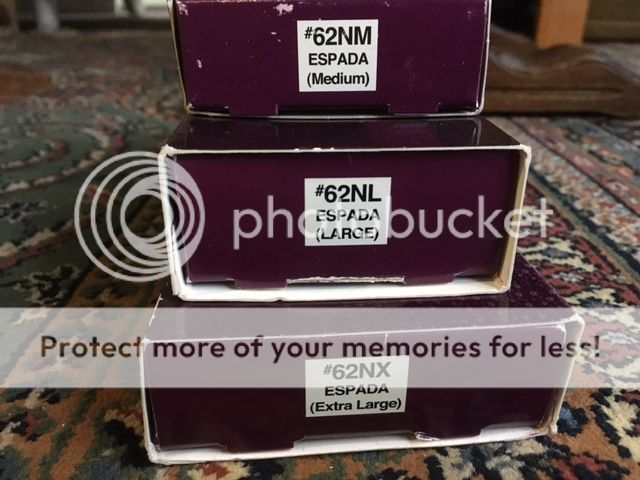 #62NM
ESPADA
(Medium)
#62NL
ESPADA
(LARGE)
photobucket
Protect more of your memories for less!
#62NX
ESPADA
(Extra Large)